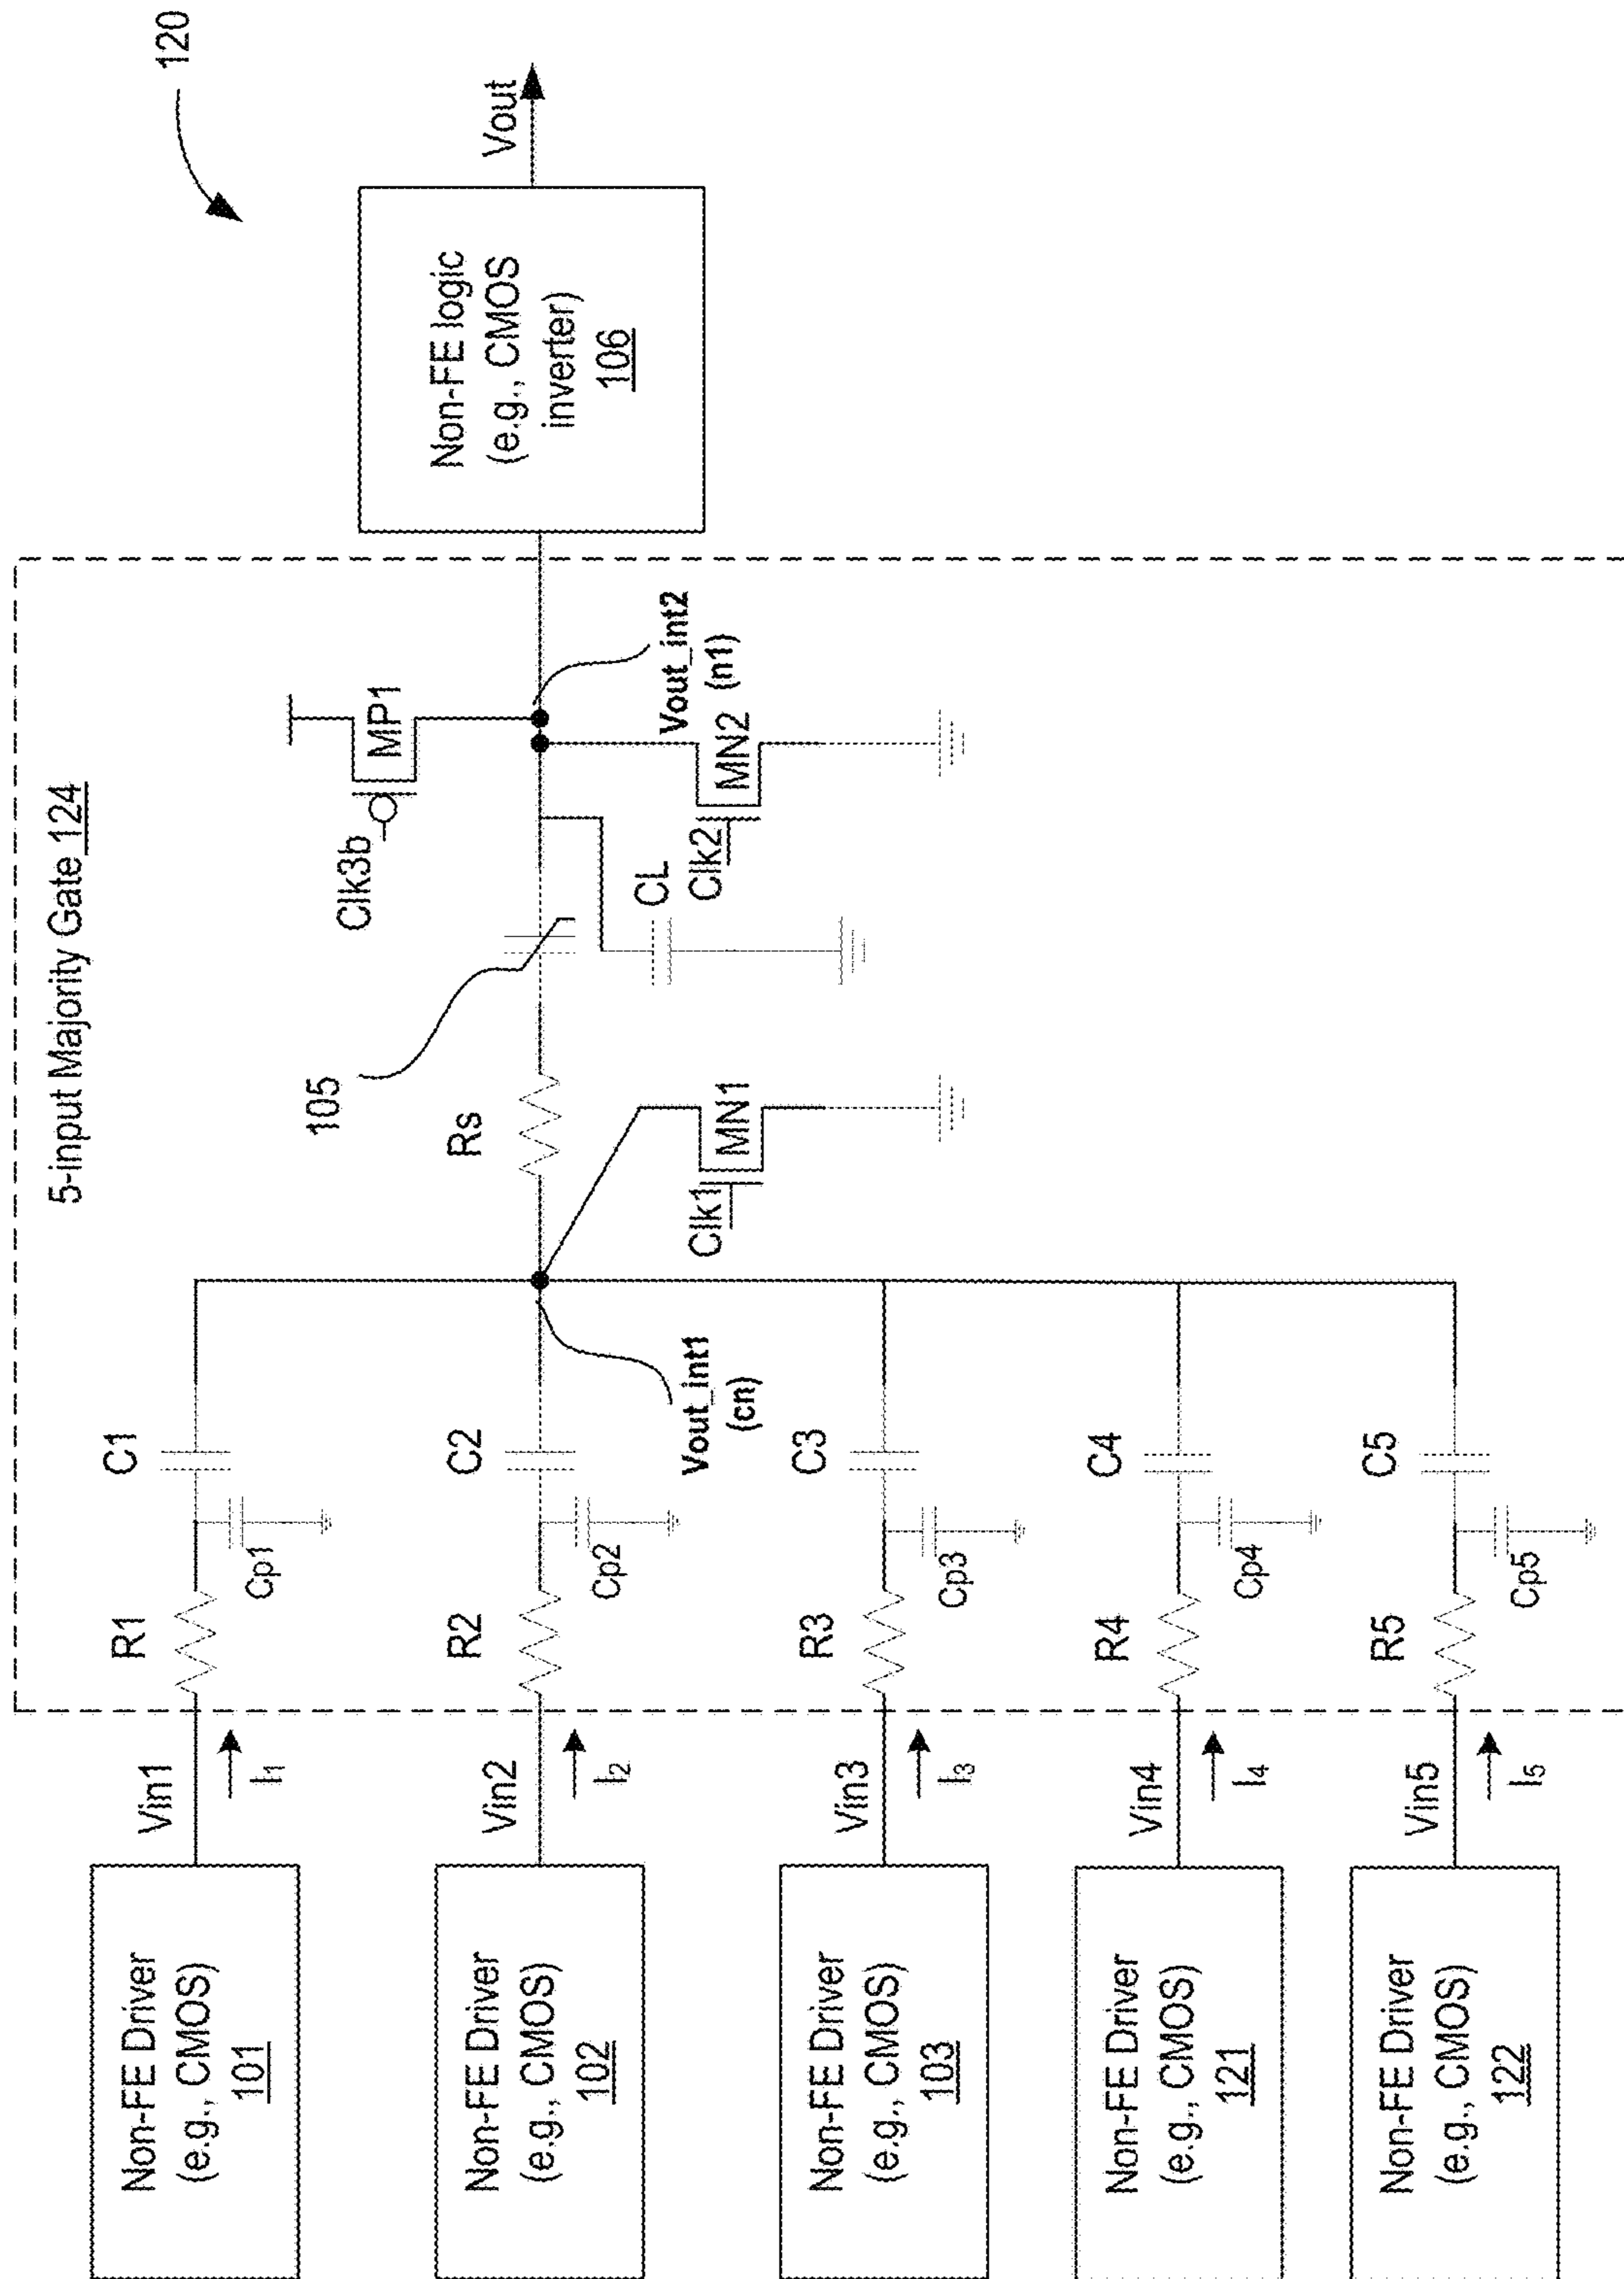 120
5-input Majority Gate 124
Non-FE Driver
(e.g., CMOS)
101
Vin1
I1
R1
Cp1
C1
Non-FE Driver
(e.g., CMOS)
102
Vin2
I2
R2
Cp2
C2
Vout_int1
(cn)
Non-FE Driver
(e.g., CMOS)
103
Vin3
I3
R3
Cp3
C3
Non-FE Driver
(e.g., CMOS)
121
Vin4
I4
R4
Cp4
C4
Non-FE Driver
(e.g., CMOS)
122
Vin5
I5
R5
Cp5
C5
Rs
105
Clk1
MN1
CL
Clk3b
MP1
Clk2
MN2
Vout_int2
(n1)
Non-FE logic
(e.g., CMOS
inverter)
106
Vout